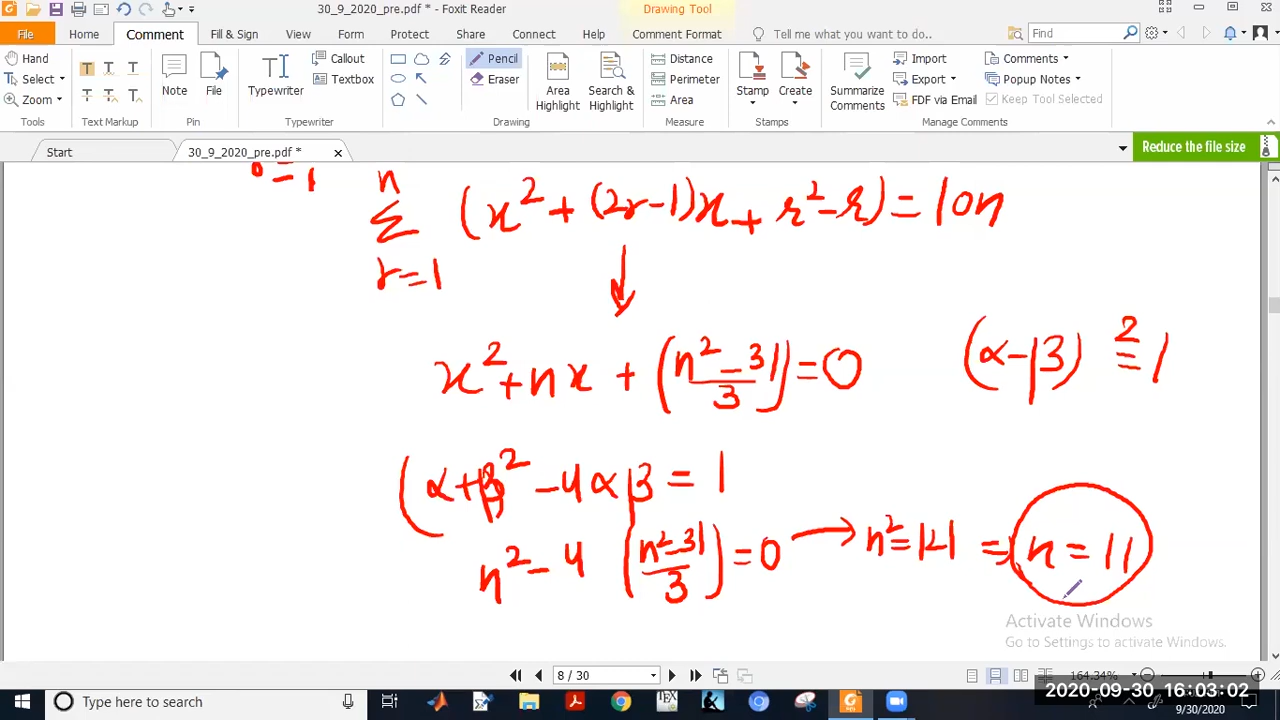 30_9_2020_pre.pdf * - Foxit Reader
Drawing Tool
File Home Comment Fill & Sign View Form Protect Share Connect Help Comment Format Tell me what you want to do.. Find
Hand
Select
Zoom
Tools
Text Markup
Note
File
Pin
Typewriter
Callout
Textbox
Typewriter
Pencil
Eraser
Drawing
Area Highlight
Search & Highlight
Distance
Perimeter
Area
Measure
Stamp
Create
Stamps
Summarize Comments
Import
Export
FDF via Email
Comments
Popup Notes
Keep Tool Selected
Manage Comments
Start
30_9_2020_pre.pdf *
Reduce the file size
n
∑ (x² + (2r-1)x + r²-r) = 10n
r=1
x² + nx + (n²-31/3) = 0 (α-β)² = 1
(α+β)² - 4αβ = 1
n² - 4 (n²-31/3) = 0 → n² = 121 ⇒ n = 11
Activate Windows
Go to Settings to activate Windows.
8 / 30
164.34%
2020-09-30 16:03:02
Type here to search
9/30/2020